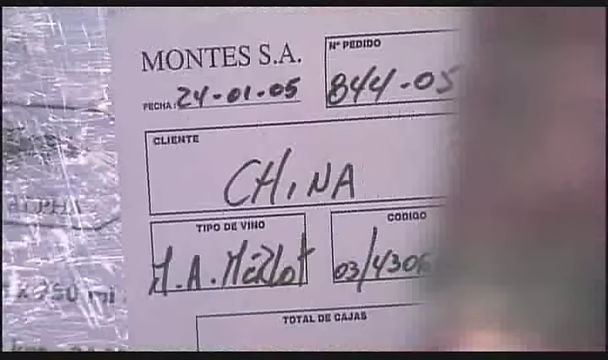 MONTES S.A.
Nº PEDIDO
FECHA: 24-01-05
844-05
CLIENTE
CHINA
TIPO DE VINO
CODIGO
M.A. Merlot
TOTAL DE CAJAS
ALPHA